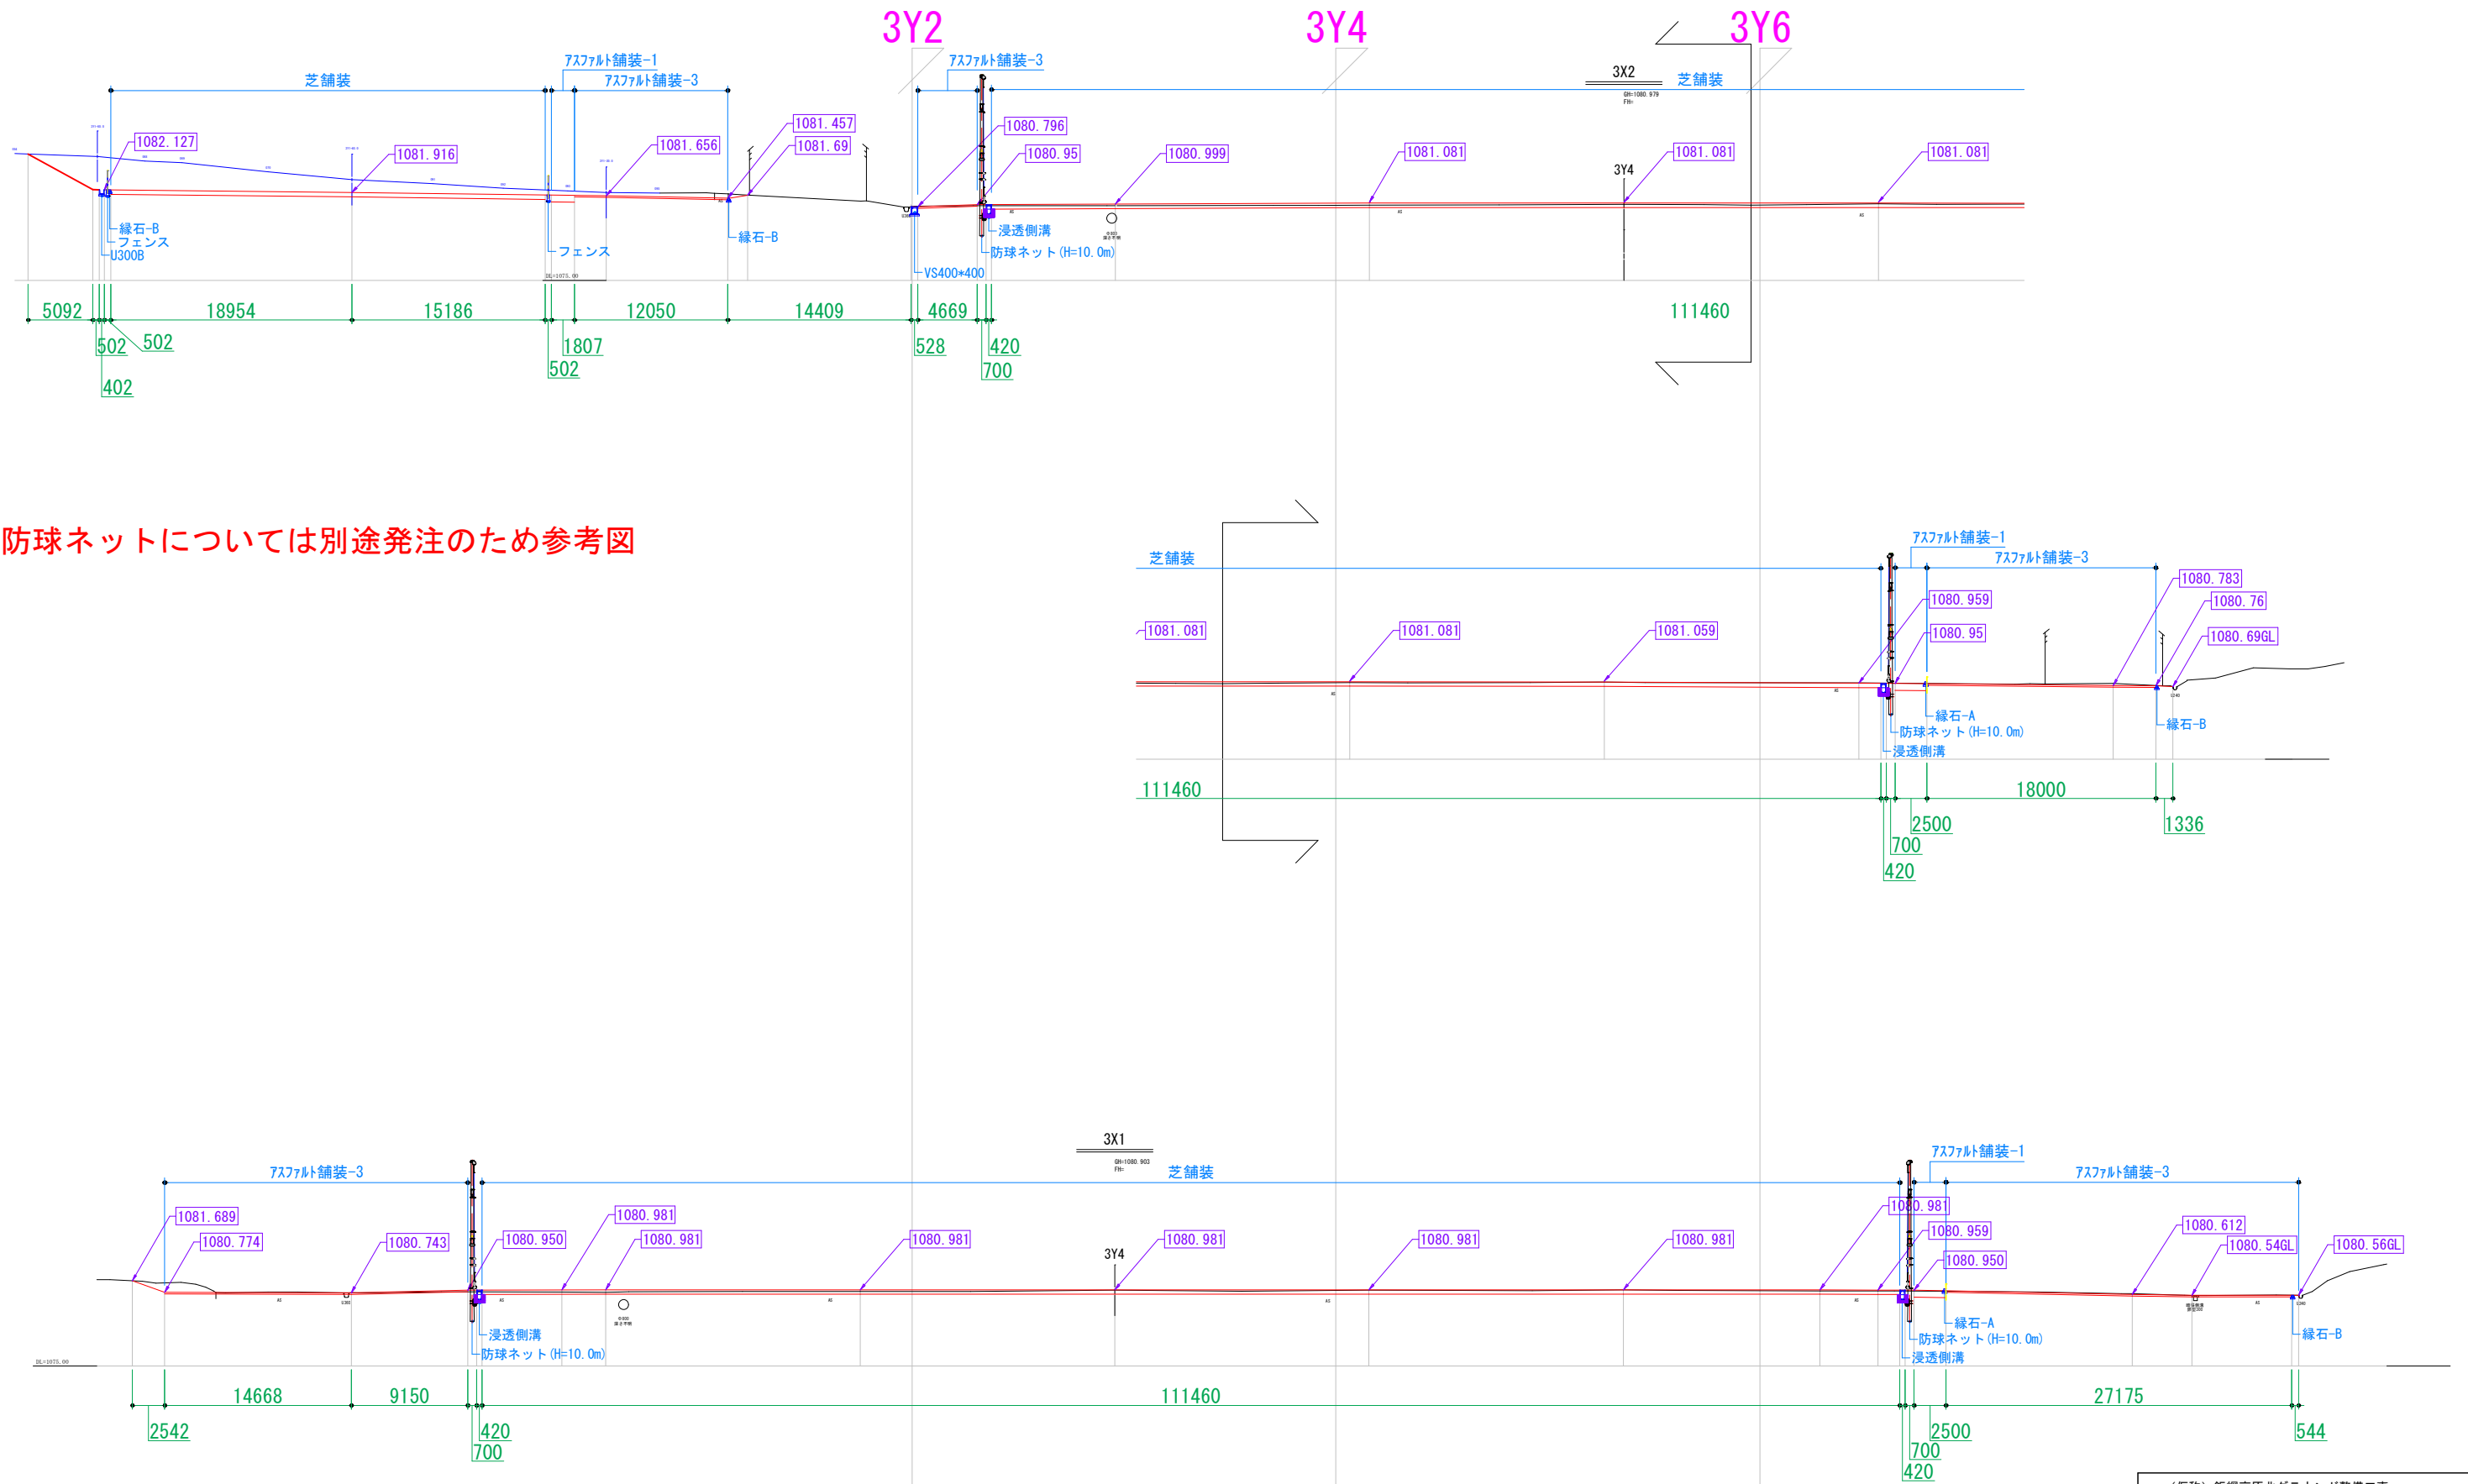 3Y2
3Y4
3Y6
芝舗装
ｱｽﾌｧﾙﾄ舗装-1
ｱｽﾌｧﾙﾄ舗装-3
ｱｽﾌｧﾙﾄ舗装-3
3X2
GH=1080.979
FH=
芝舗装
1082.127
1081.916
1081.656
1081.457
1081.69
1080.796
1080.95
1080.999
1081.081
1081.081
1081.081
3Y4
縁石-B
フェンス
U300B
フェンス
縁石-B
VS400*400
浸透側溝
防球ネット(H=10.0m)
DL=1075.00
5092
18954
15186
12050
14409
4669
111460
502
502
402
502
1807
528
420
700
防球ネットについては別途発注のため参考図
芝舗装
ｱｽﾌｧﾙﾄ舗装-1
ｱｽﾌｧﾙﾄ舗装-3
1081.081
1081.081
1081.059
1080.959
1080.95
1080.783
1080.76
1080.69GL
縁石-A
防球ネット(H=10.0m)
浸透側溝
縁石-B
111460
18000
2500
700
420
1336
3X1
GH=1080.903
FH=
ｱｽﾌｧﾙﾄ舗装-3
芝舗装
ｱｽﾌｧﾙﾄ舗装-1
ｱｽﾌｧﾙﾄ舗装-3
1081.689
1080.774
1080.743
1080.950
1080.981
1080.981
1080.981
3Y4
1080.981
1080.981
1080.981
1080.981
1080.959
1080.950
1080.612
1080.54GL
1080.56GL
浸透側溝
防球ネット(H=10.0m)
縁石-A
防球ネット(H=10.0m)
浸透側溝
縁石-B
DL=1075.00
14668
9150
111460
27175
2542
420
700
2500
700
420
544